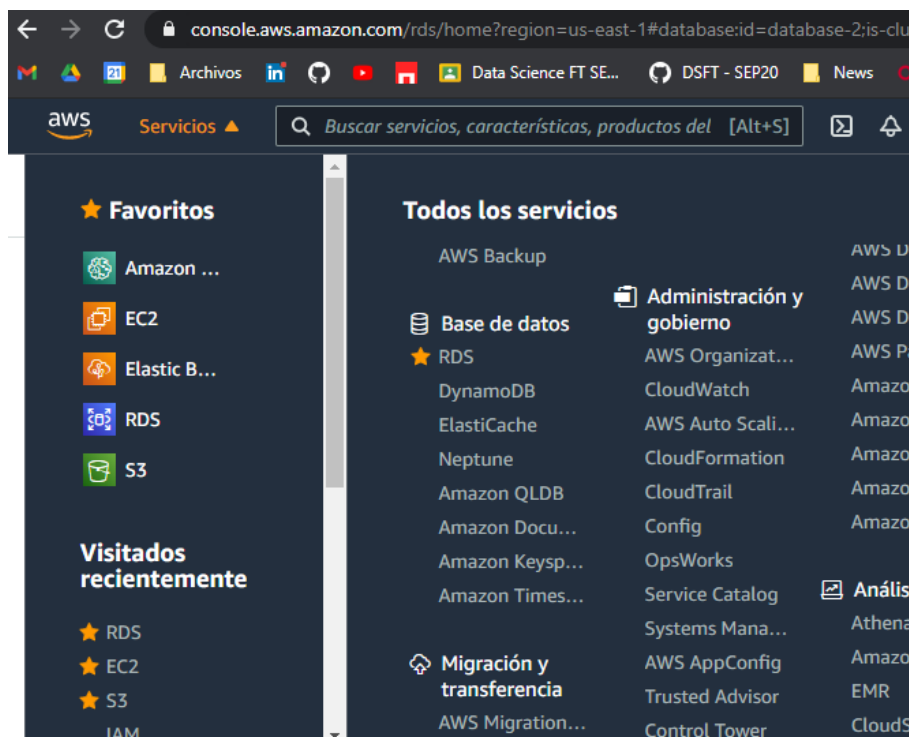 console.aws.amazon.com/rds/home?region=us-east-1#database:id=database-2;is-clu
21 Archivos in Data Science FT SE... DSFT - SEP20 News
aws Servicios Buscar servicios, características, productos del [Alt+S]
Favoritos
Amazon ...
EC2
Elastic B...
RDS
S3
Visitados
recientemente
RDS
EC2
S3
IAM
Todos los servicios
AWS Backup
Base de datos
RDS
DynamoDB
ElastiCache
Neptune
Amazon QLDB
Amazon Docu...
Amazon Keysp...
Amazon Times...
Migración y
transferencia
AWS Migration...
Administración y
gobierno
AWS Organizat...
CloudWatch
AWS Auto Scali...
CloudFormation
CloudTrail
Config
OpsWorks
Service Catalog
Systems Mana...
AWS AppConfig
Trusted Advisor
Control Tower
AWS D
AWS D
AWS D
AWS Pa
Amazo
Amazo
Amazo
Amazo
Amazo
Anális
Athena
Amazo
EMR
CloudS